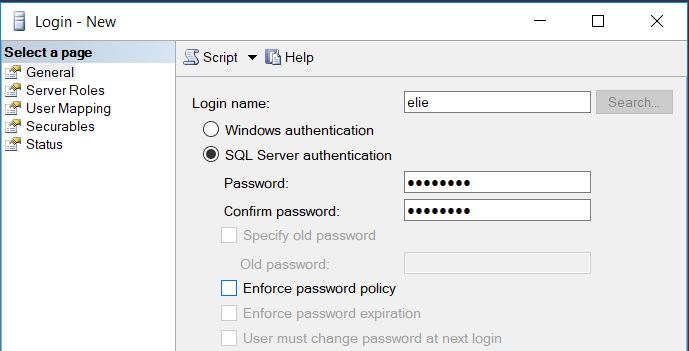 Login - New
Select a page
General
Server Roles
User Mapping
Securables
Status
Script Help
Login name: elie Search...
Windows authentication
SQL Server authentication
Password: ●●●●●●●●
Confirm password: ●●●●●●●●
Specify old password
Old password:
Enforce password policy
Enforce password expiration
User must change password at next login